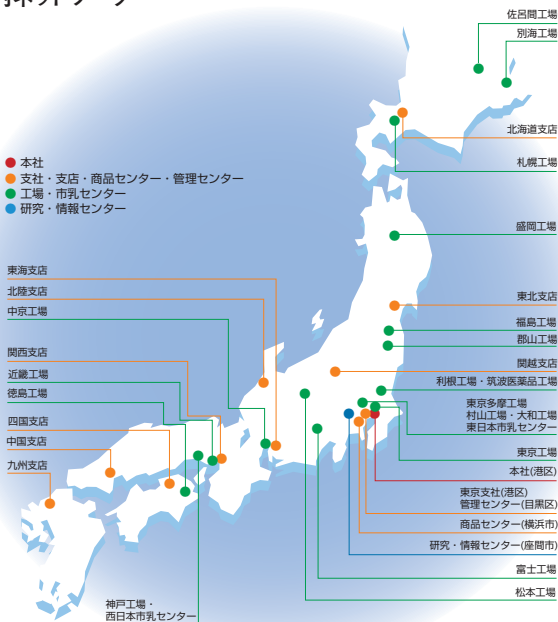 佐呂間工場
別海工場
北海道支店
札幌工場
本社
支社・支店・商品センター・管理センター
工場・市乳センター
研究・情報センター
盛岡工場
東海支店
北陸支店
中京工場
関西支店
近畿工場
徳島工場
四国支店
中国支店
九州支店
東北支店
福島工場
郡山工場
関越支店
利根工場・筑波医薬品工場
東京多摩工場
村山工場・大和工場
東日本市乳センター
東京工場
本社(港区)
東京支社(港区)
管理センター(目黒区)
商品センター(横浜市)
研究・情報センター(座間市)
富士工場
松本工場
神戸工場・
西日本市乳センター